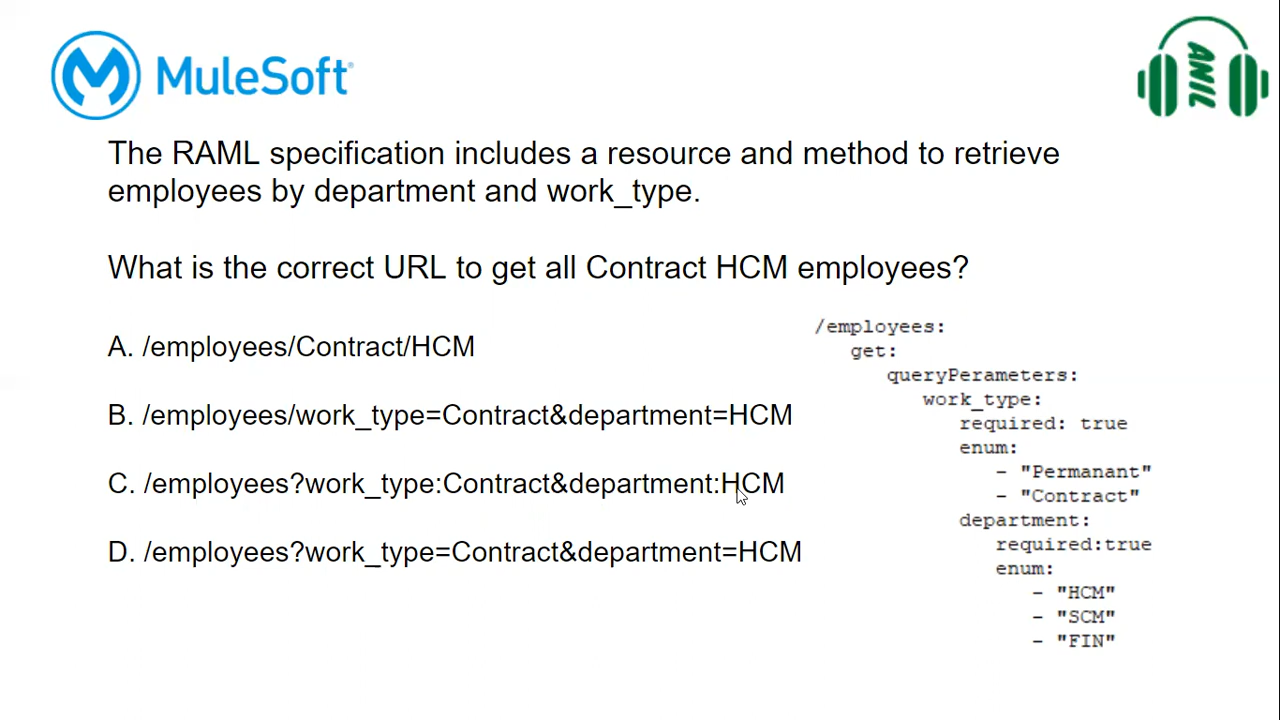 MuleSoft
ANIL
The RAML specification includes a resource and method to retrieve
employees by department and work_type.
What is the correct URL to get all Contract HCM employees?
A. /employees/Contract/HCM
B. /employees/work_type=Contract&department=HCM
C. /employees?work_type:Contract&department:HCM
D. /employees?work_type=Contract&department=HCM
/employees:
get:
queryPerameters:
work_type:
required: true
enum:
- "Permanant"
- "Contract"
department:
required:true
enum:
- "HCM"
- "SCM"
- "FIN"